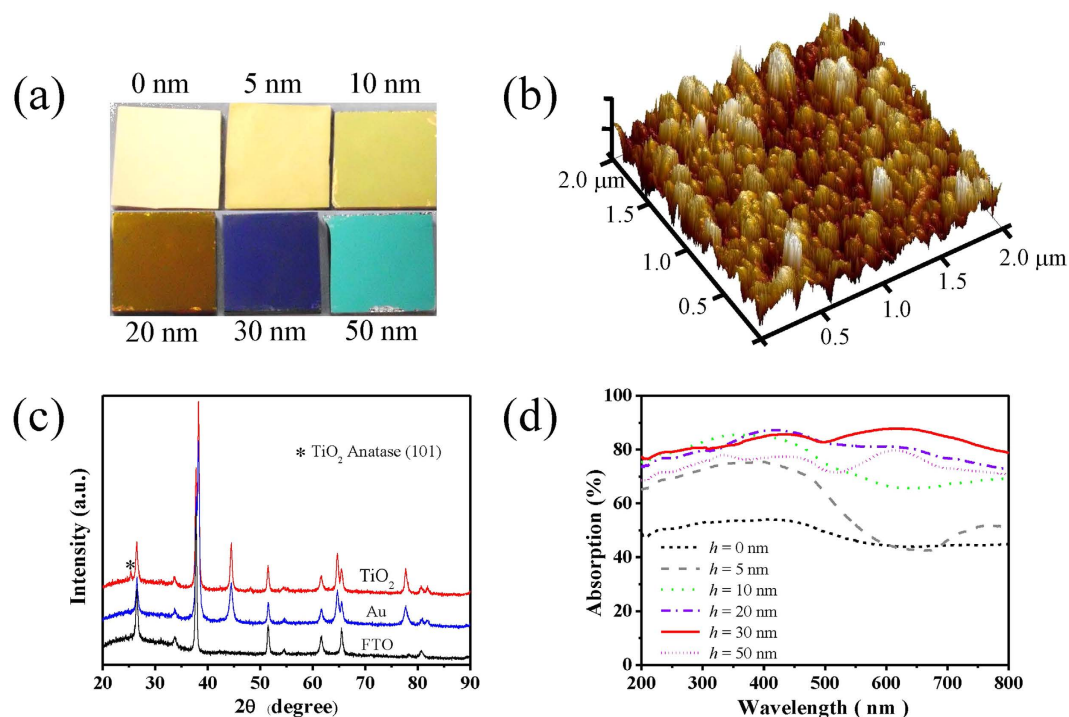 (a)
0 nm 5 nm 10 nm
20 nm 30 nm 50 nm
(b)
2.0 μm
1.5
1.0
0.5
0.5
1.0
1.5
2.0 μm
(c)
* TiO₂ Anatase (101)
*
TiO₂
Au
FTO
Intensity (a.u.)
20 30 40 50 60 70 80 90
2θ (degree)
(d)
100
80
60
40
20
0
Absorption (%)
h = 0 nm
h = 5 nm
h = 10 nm
h = 20 nm
h = 30 nm
h = 50 nm
200 300 400 500 600 700 800
Wavelength ( nm )